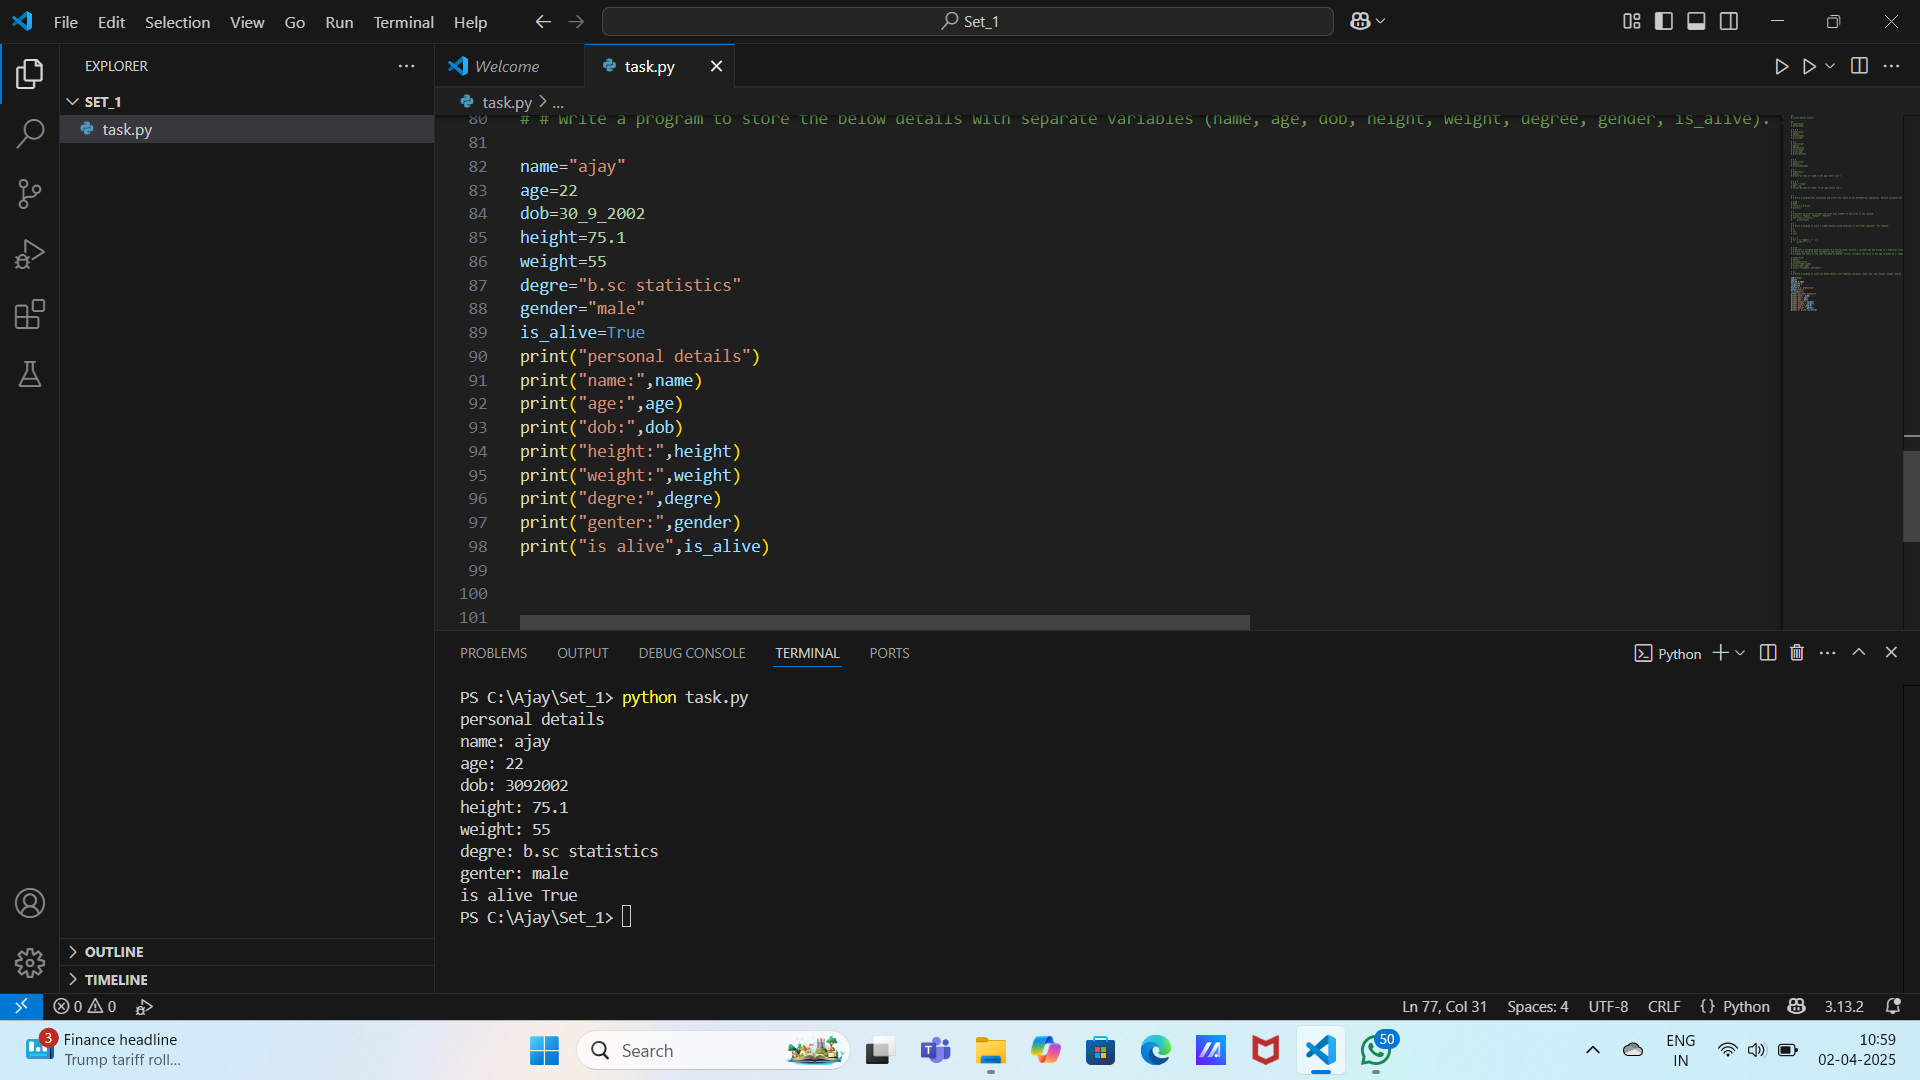 File Edit Selection View Go Run Terminal Help
Set_1
EXPLORER
SET_1
task.py
OUTLINE
TIMELINE
Welcome
task.py
task.py > ...
80 # # Write a program to store the below details with separate variables (name, age, dob, height, weight, degree, gender, is_alive).
81
82 name="ajay"
83 age=22
84 dob=30_9_2002
85 height=75.1
86 weight=55
87 degre="b.sc statistics"
88 gender="male"
89 is_alive=True
90 print("personal details")
91 print("name:",name)
92 print("age:",age)
93 print("dob:",dob)
94 print("height:",height)
95 print("weight:",weight)
96 print("degre:",degre)
97 print("genter:",gender)
98 print("is alive",is_alive)
99
100
101
PROBLEMS OUTPUT DEBUG CONSOLE TERMINAL PORTS
Python
PS C:\Ajay\Set_1> python task.py
personal details
name: ajay
age: 22
dob: 3092002
height: 75.1
weight: 55
degre: b.sc statistics
genter: male
is alive True
PS C:\Ajay\Set_1>
0 0
Ln 77, Col 31 Spaces: 4 UTF-8 CRLF {} Python 3.13.2
3
Finance headline
Trump tariff roll...
Search
50
ENG
IN
10:59
02-04-2025